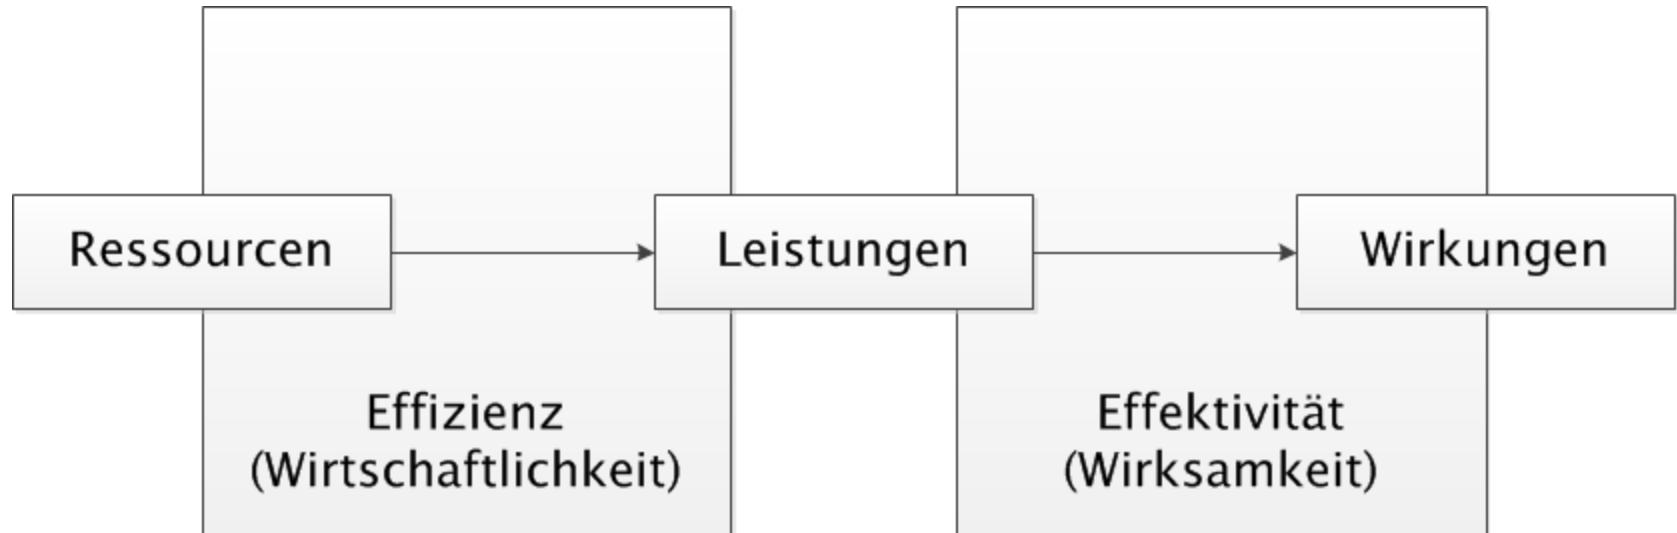 Ressourcen
Leistungen
Wirkungen
Effizienz
(Wirtschaftlichkeit)
Effektivität
(Wirksamkeit)